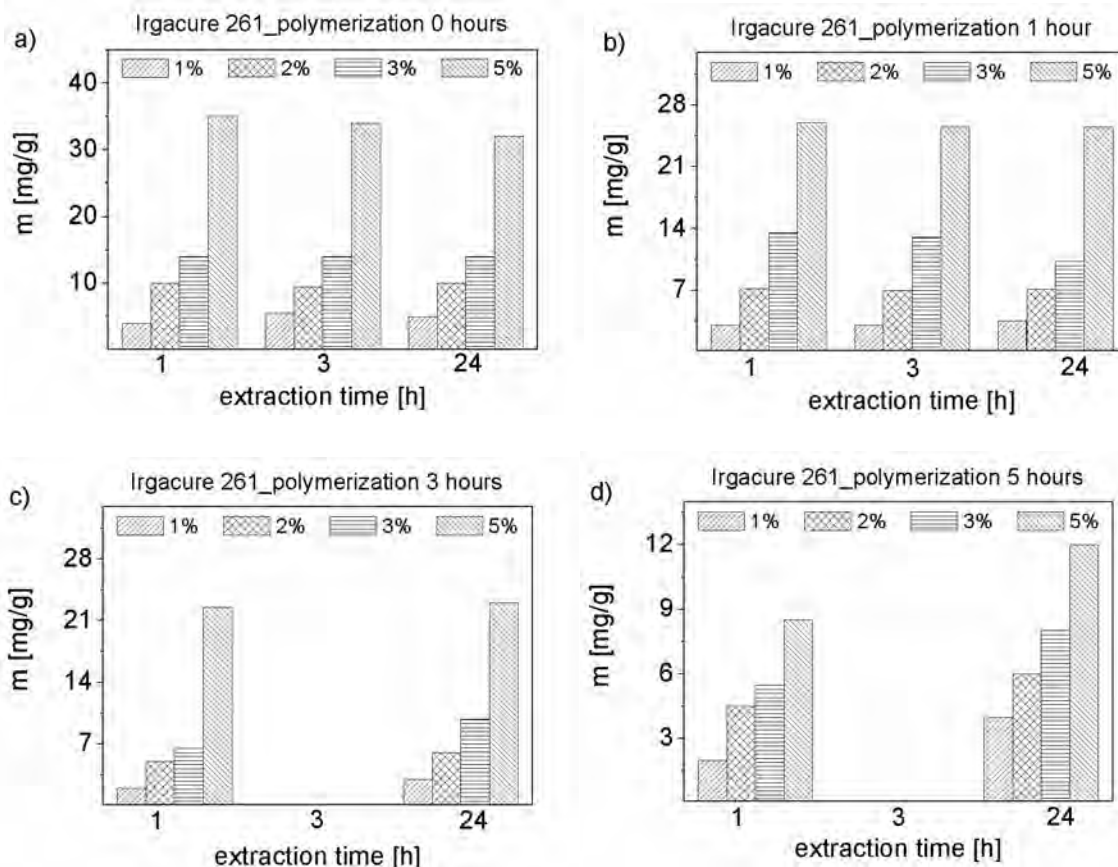 a)
Irgacure 261_polymerization 0 hours
1% 2% 3% 5%
40
30
20
10
m [mg/g]
1 3 24
extraction time [h]
b)
Irgacure 261_polymerization 1 hour
1% 2% 3% 5%
28
21
14
7
m [mg/g]
1 3 24
extraction time [h]
c)
Irgacure 261_polymerization 3 hours
1% 2% 3% 5%
28
21
14
7
m [mg/g]
1 3 24
extraction time [h]
d)
Irgacure 261_polymerization 5 hours
1% 2% 3% 5%
12
9
6
3
m [mg/g]
1 3 24
extraction time [h]